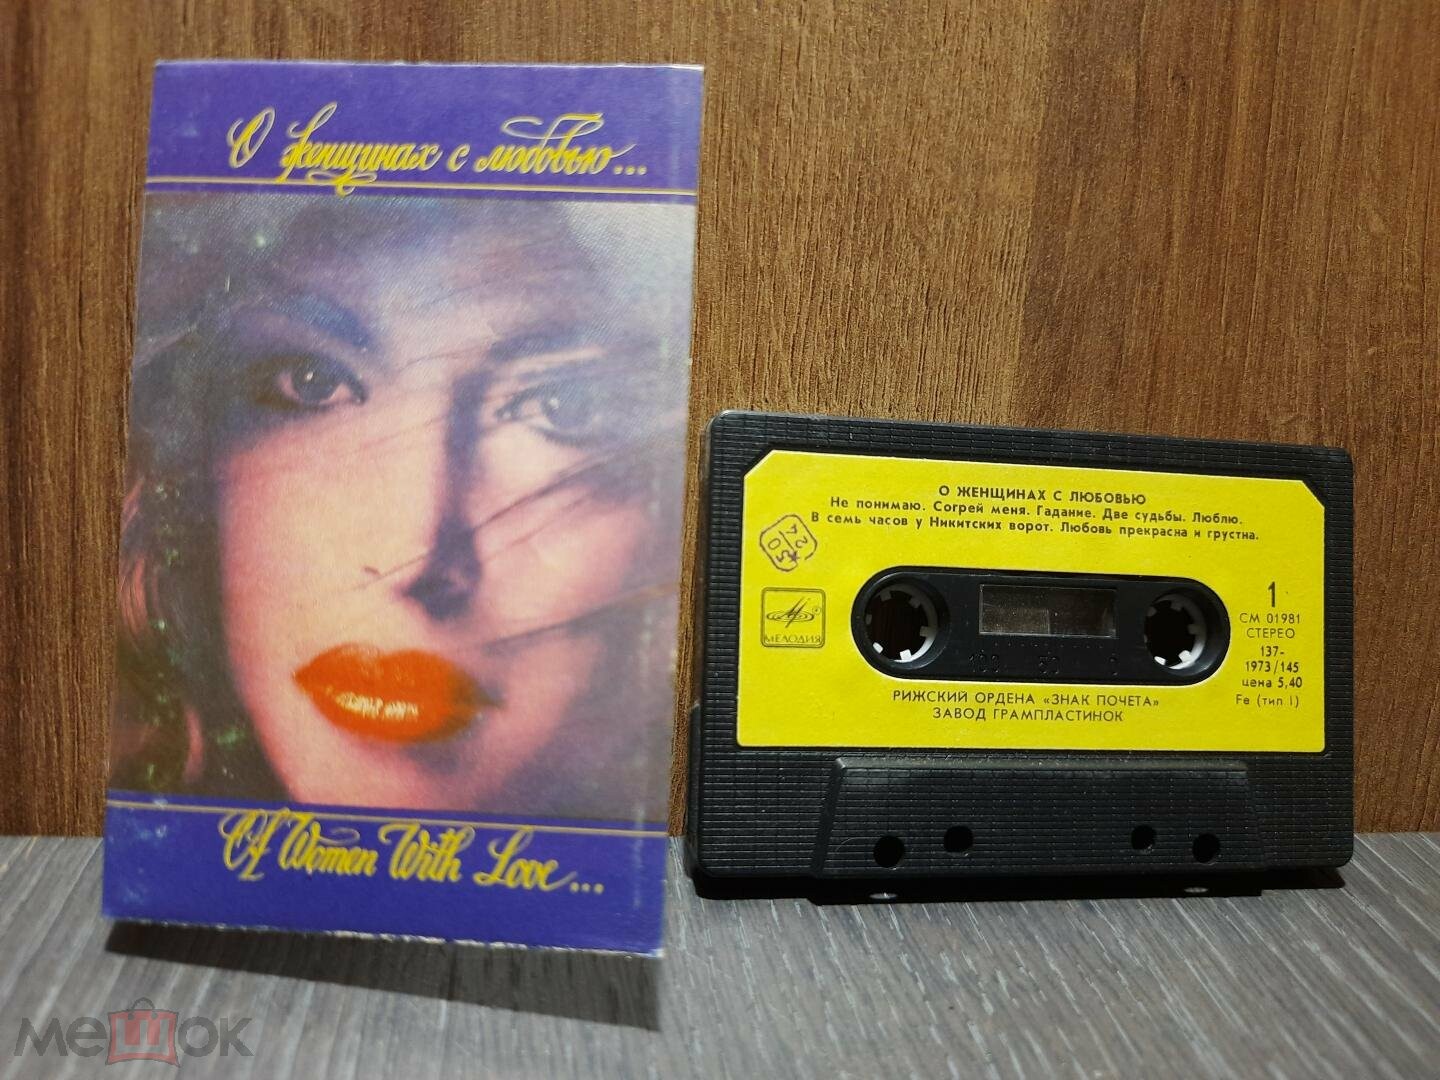 О женщинах с любовью...
Of Women With Love...
О ЖЕНЩИНАХ С ЛЮБОВЬЮ
Не понимаю. Согрей меня. Гадание. Две судьбы. Люблю.
В семь часов у Никитских ворот. Любовь прекрасна и грустна.
МЕЛОДИЯ
1
СМ 01981
СТЕРЕО
137-
1973/145
цена 5,40
Fe (тип I)
100 50 0
РИЖСКИЙ ОРДЕНА «ЗНАК ПОЧЕТА»
ЗАВОД ГРАМПЛАСТИНОК
мешок